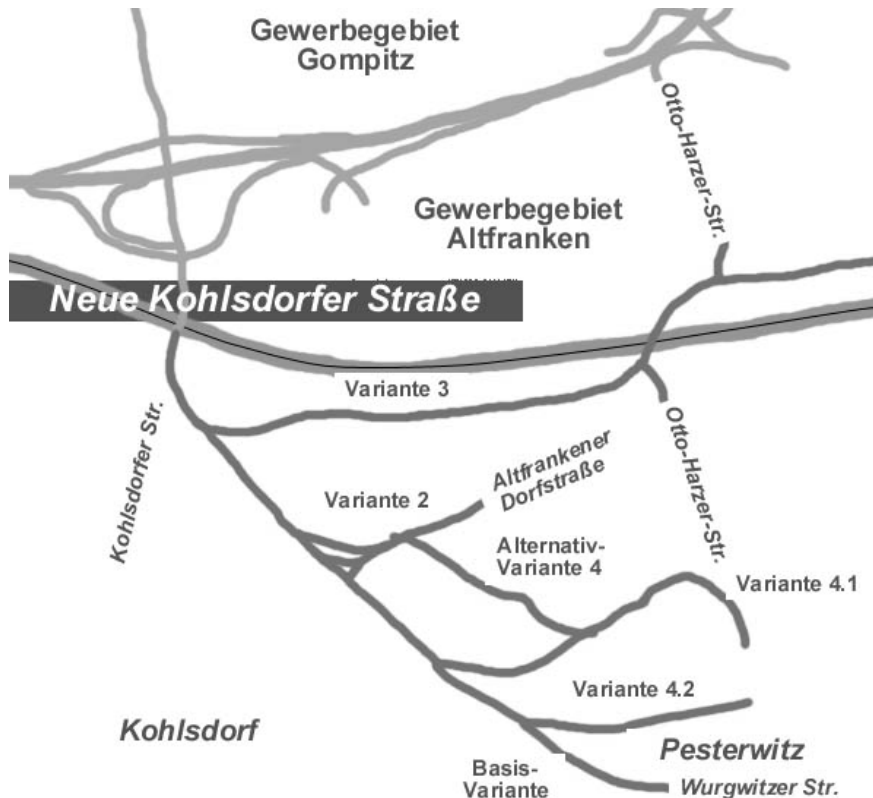 Gewerbegebiet
Gompitz
Otto-Harzer-Str.
Gewerbegebiet
Altfranken
Neue Kohlsdorfer Straße
Variante 3
Kohlsdorfer Str.
Otto-Harzer-Str.
Altfrankener
Dorfstraße
Variante 2
Alternativ-
Variante 4
Variante 4.1
Variante 4.2
Kohlsdorf
Pesterwitz
Basis-
Variante
Wurgwitzer Str.